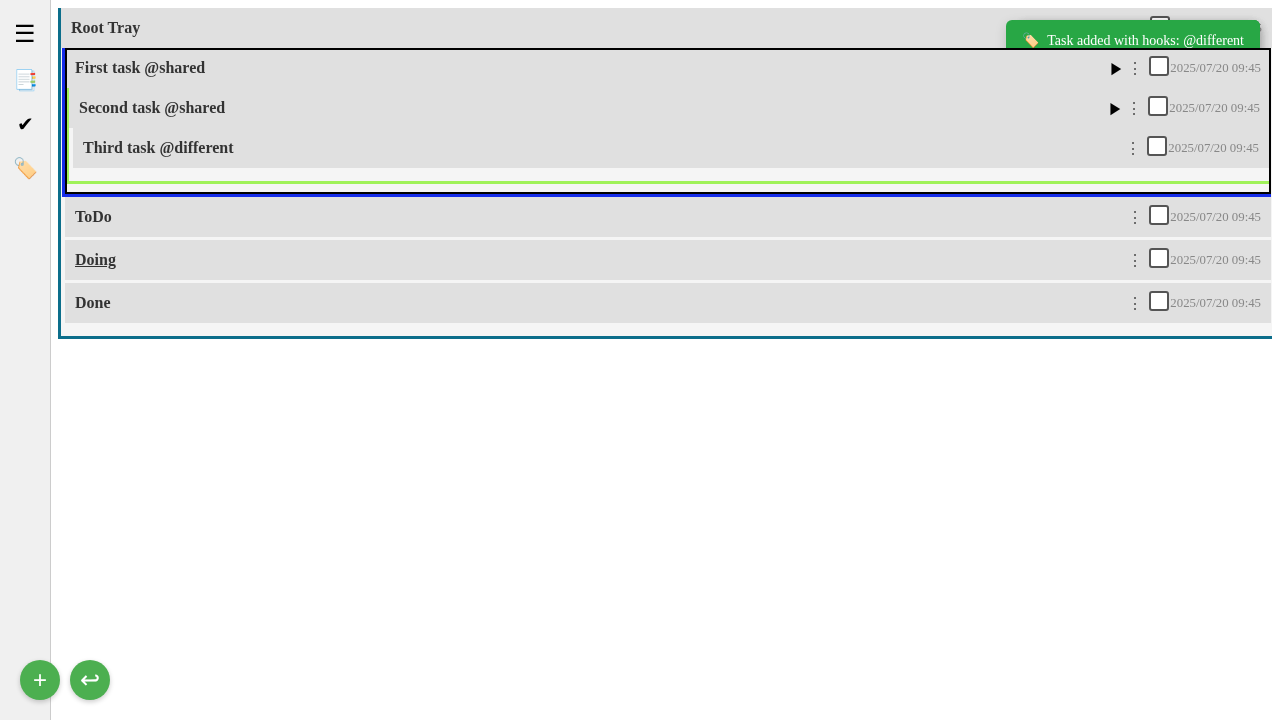 Root Tray
Task added with hooks: @different
First task @shared
2025/07/20 09:45
Second task @shared
2025/07/20 09:45
Third task @different
2025/07/20 09:45
ToDo
2025/07/20 09:45
Doing
2025/07/20 09:45
Done
2025/07/20 09:45